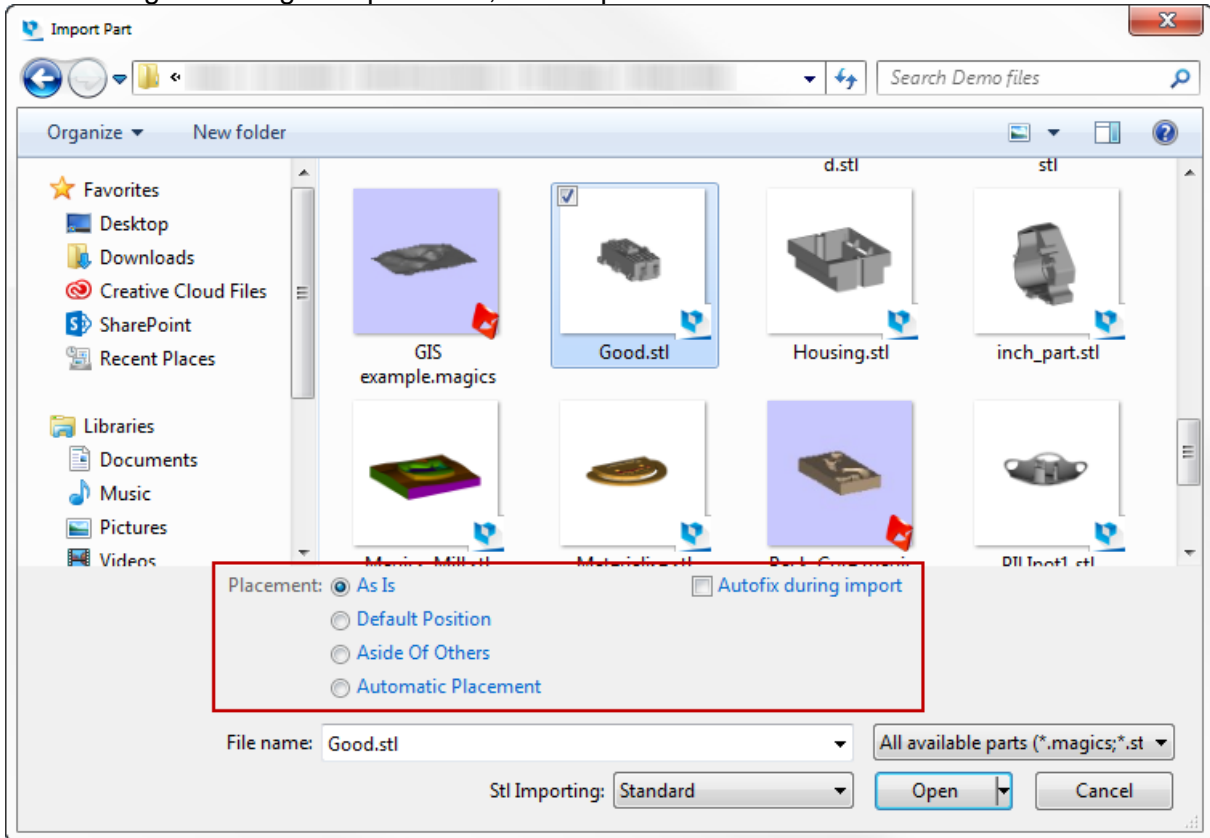 Import Part
Search Demo files
Organize
New folder
d.stl
stl
Favorites
Desktop
Downloads
Creative Cloud Files
SharePoint
Recent Places
Libraries
Documents
Music
Pictures
Videos
GIS
example.magics
Good.stl
Housing.stl
inch_part.stl
Placement:
As Is
Autofix during import
Default Position
Aside Of Others
Automatic Placement
File name: Good.stl
All available parts (*.magics;*.st
Stl Importing: Standard
Open
Cancel